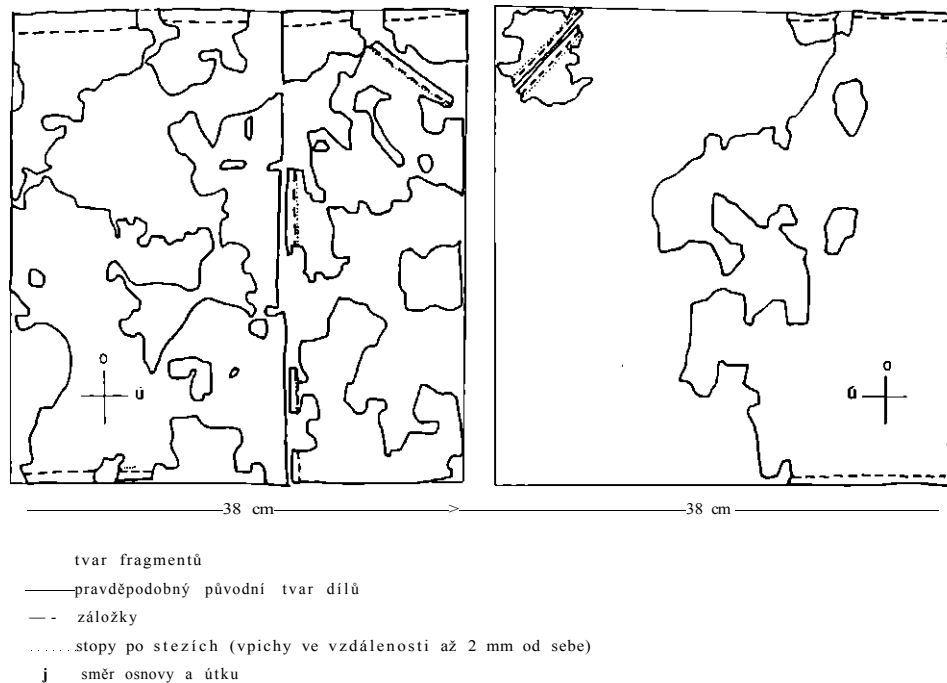 o
ú
o
ú
38 cm
38 cm
tvar fragmentů
pravděpodobný původní tvar dílů
záložky
stopy po stezích (vpichy ve vzdálenosti až 2 mm od sebe)
j směr osnovy a útku